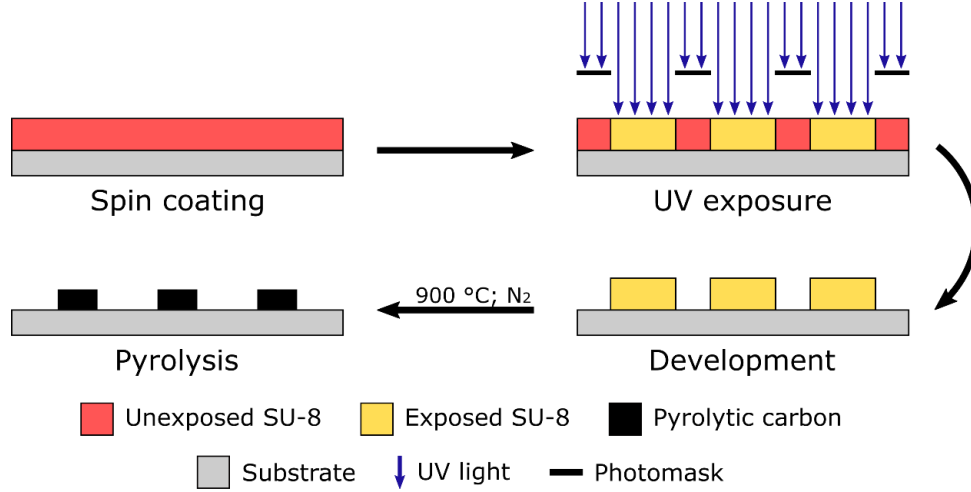 Spin coating
UV exposure
900 °C; N₂
Pyrolysis
Development
Unexposed SU-8
Exposed SU-8
Pyrolytic carbon
Substrate
UV light
Photomask